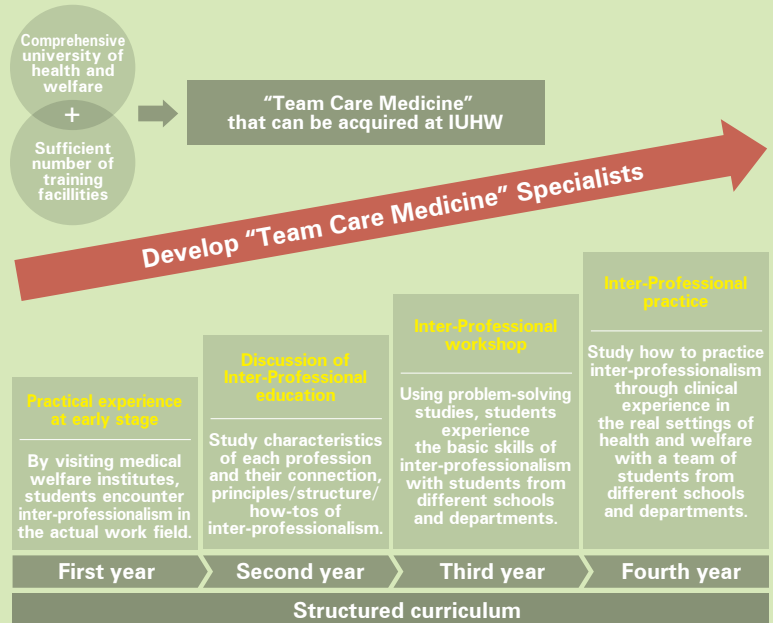 Comprehensive
university of
health and
welfare
+
Sufficient
number of
training
facillities
“Team Care Medicine”
that can be acquired at IUHW
Develop “Team Care Medicine” Specialists
Practical experience
at early stage
By visiting medical
welfare institutes,
students encounter
inter-professionalism in
the actual work field.
Discussion of
Inter-Professional
education
Study characteristics
of each profession
and their connection,
principles/structure/
how-tos of
inter-professionalism.
Inter-Professional
workshop
Using problem-solving
studies, students
experience
the basic skills of
inter-professionalism
with students from
different schools
and departments.
Inter-Professional
practice
Study how to practice
inter-professionalism
through clinical
experience in
the real settings of
health and welfare
with a team of
students from
different schools
and departments.
First year
Second year
Third year
Fourth year
Structured curriculum